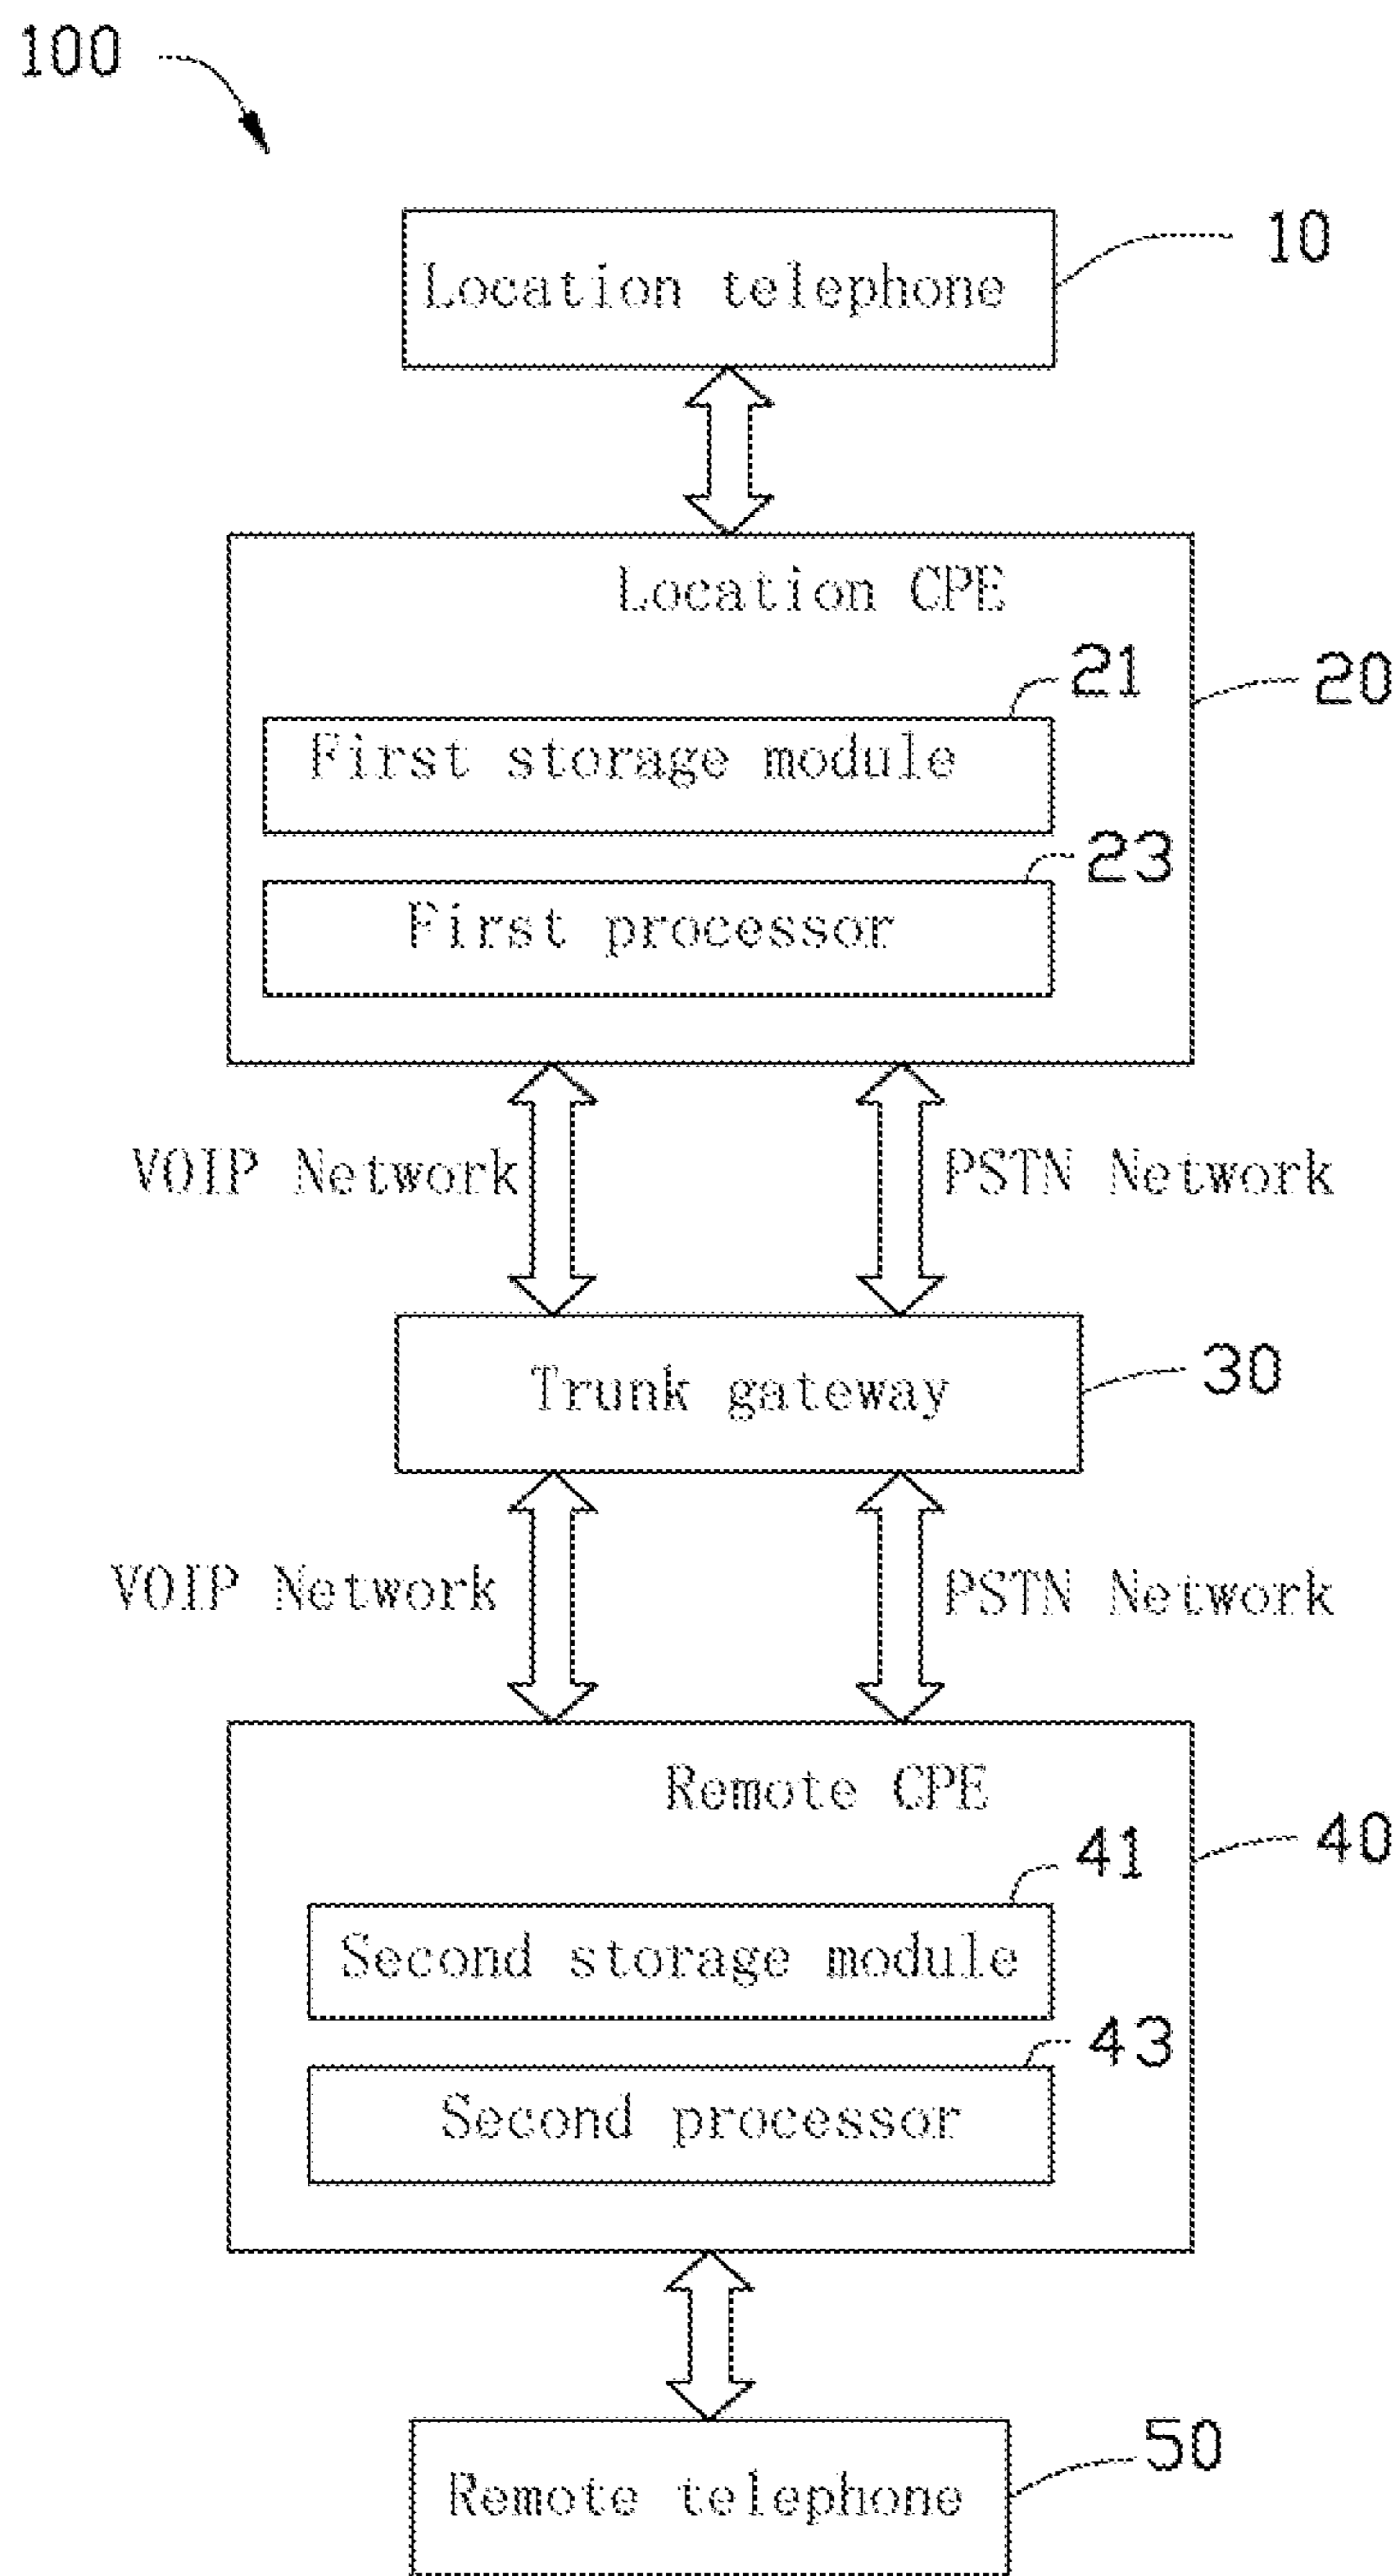 100
Location telephone
10
Location CPE
21
20
First storage module
23
First processor
VOIP Network
PSTN Network
Trunk gateway
30
VOIP Network
PSTN Network
Remote CPE
41
40
Second storage module
43
Second processor
50
Remote telephone